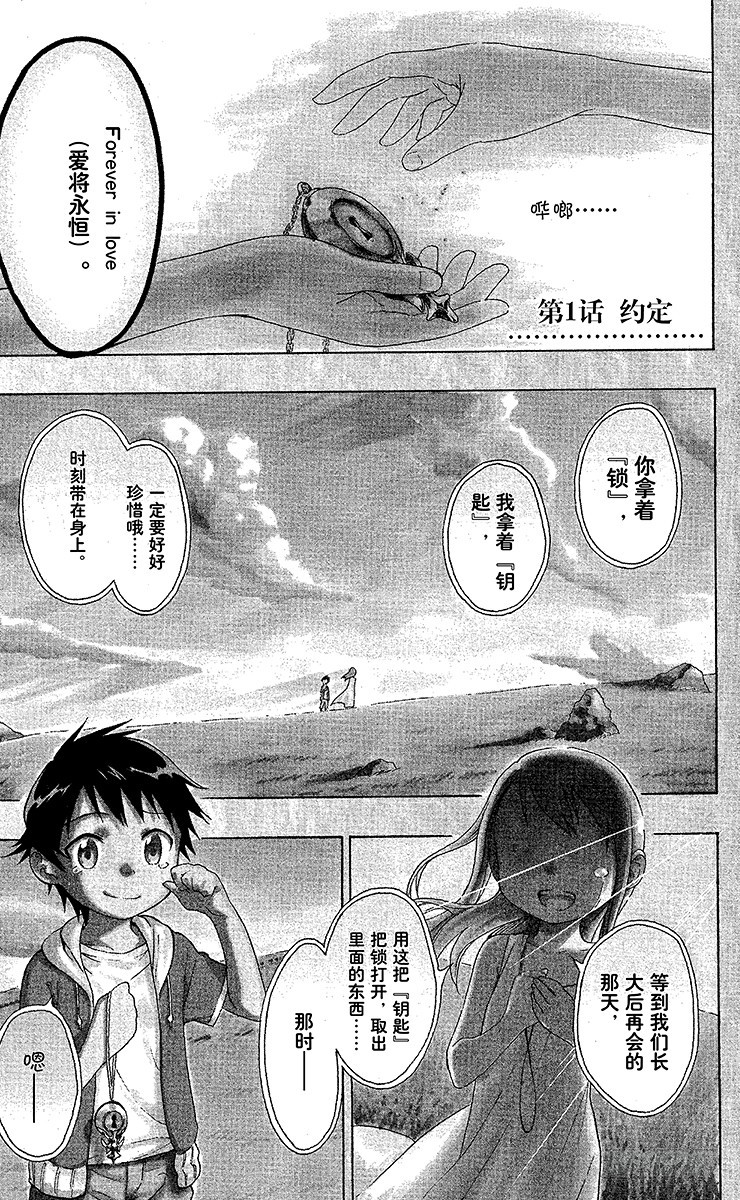 哗啷……
第1话 约定
Forever in love
(爱将永恒)。
你拿着
『锁』,
我拿着『钥
匙』,
一定要好好
珍惜哦……
时刻带在身上。
等到我们长
大后再会的
那天,
用这把『钥匙』
把锁打开,取出
里面的东西……
那时——
嗯——